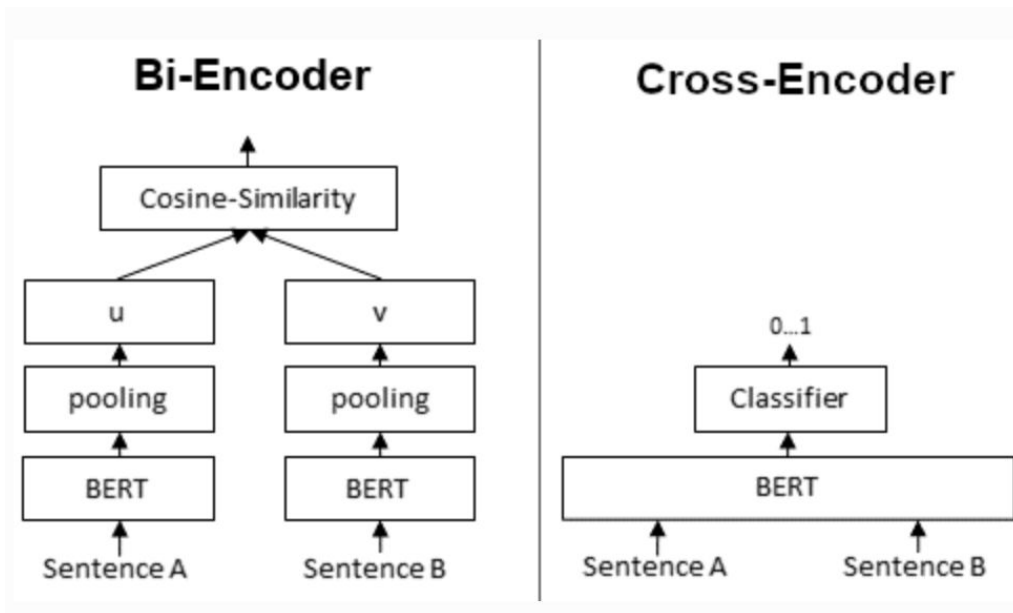 Bi-Encoder
Cosine-Similarity
u
v
pooling
pooling
BERT
BERT
Sentence A
Sentence B
Cross-Encoder
0...1
Classifier
BERT
Sentence A
Sentence B